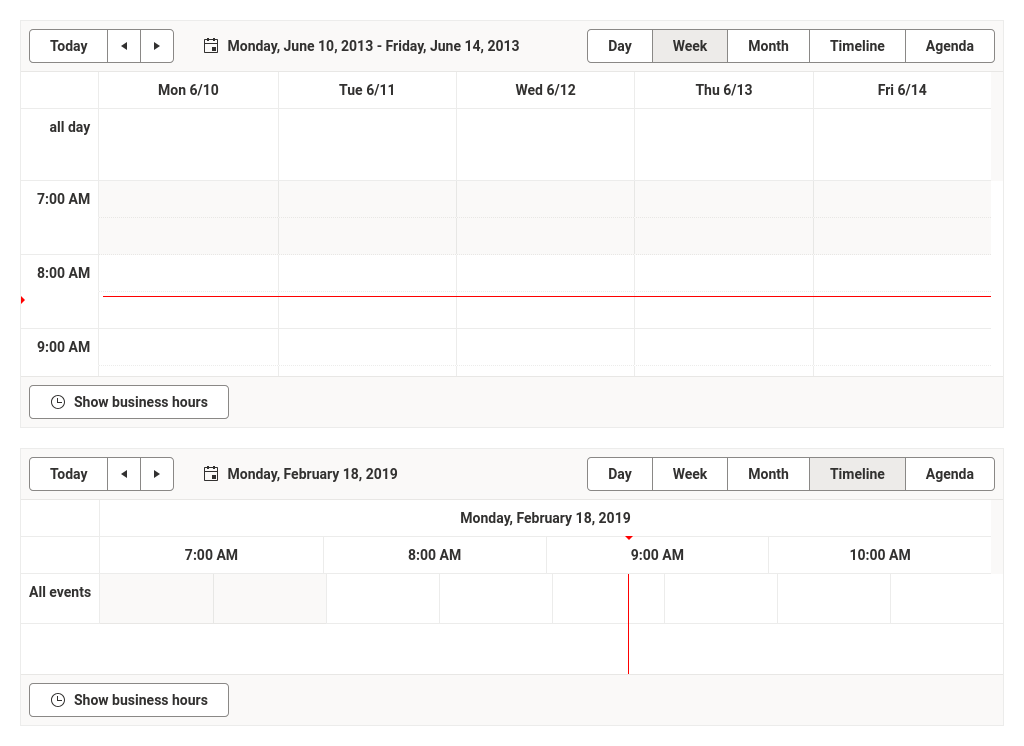 Today Monday, June 10, 2013 - Friday, June 14, 2013 Day Week Month Timeline Agenda
Mon 6/10 Tue 6/11 Wed 6/12 Thu 6/13 Fri 6/14
all day
7:00 AM
8:00 AM
9:00 AM
Show business hours
Today Monday, February 18, 2019 Day Week Month Timeline Agenda
Monday, February 18, 2019
7:00 AM 8:00 AM 9:00 AM 10:00 AM
All events
Show business hours